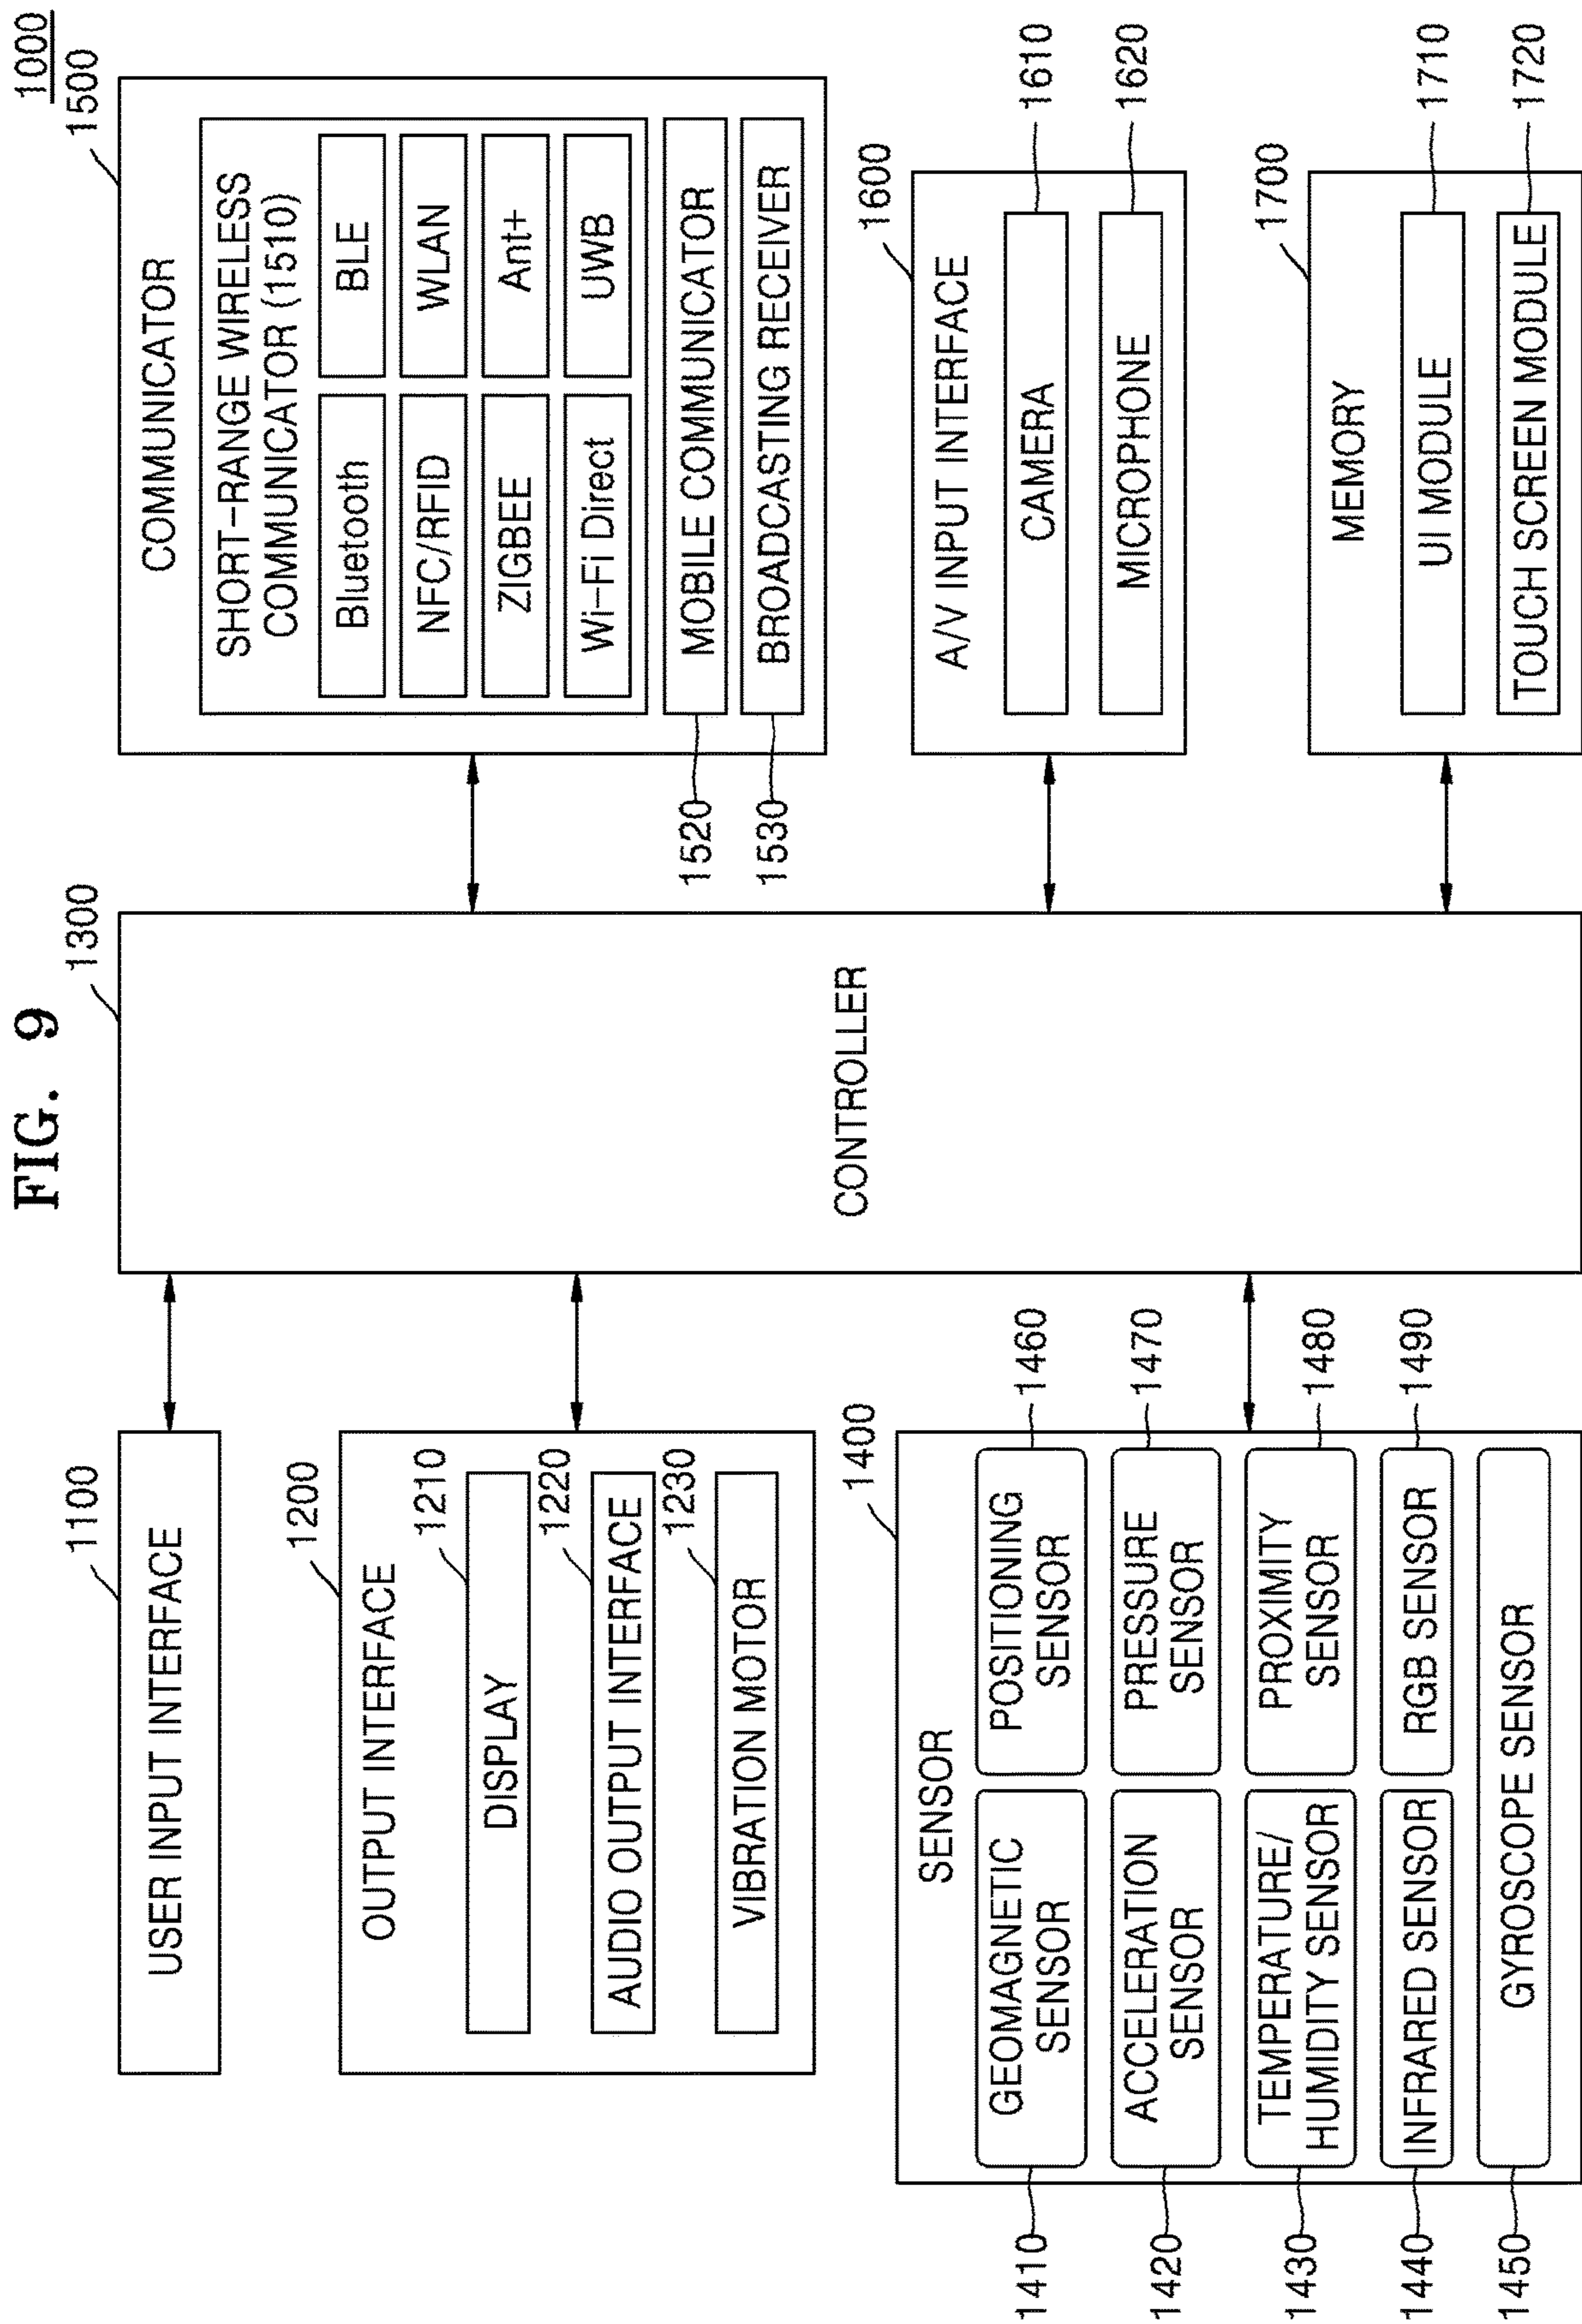 FIG. 9
1000
1100
USER INPUT INTERFACE
1200
OUTPUT INTERFACE
1210
DISPLAY
1220
AUDIO OUTPUT INTERFACE
1230
VIBRATION MOTOR
1400
SENSOR
1410
GEOMAGNETIC
SENSOR
POSITIONING
SENSOR
1460
1420
ACCELERATION
SENSOR
PRESSURE
SENSOR
1470
1430
TEMPERATURE/
HUMIDITY SENSOR
PROXIMITY
SENSOR
1480
1440
INFRARED SENSOR
RGB SENSOR
1490
1450
GYROSCOPE SENSOR
1300
CONTROLLER
1500
COMMUNICATOR
SHORT-RANGE WIRELESS
COMMUNICATOR (1510)
Bluetooth
BLE
NFC/RFID
WLAN
ZIGBEE
Ant+
Wi-Fi Direct
UWB
1520
MOBILE COMMUNICATOR
1530
BROADCASTING RECEIVER
1600
A/V INPUT INTERFACE
CAMERA
1610
MICROPHONE
1620
1700
MEMORY
UI MODULE
1710
TOUCH SCREEN MODULE
1720